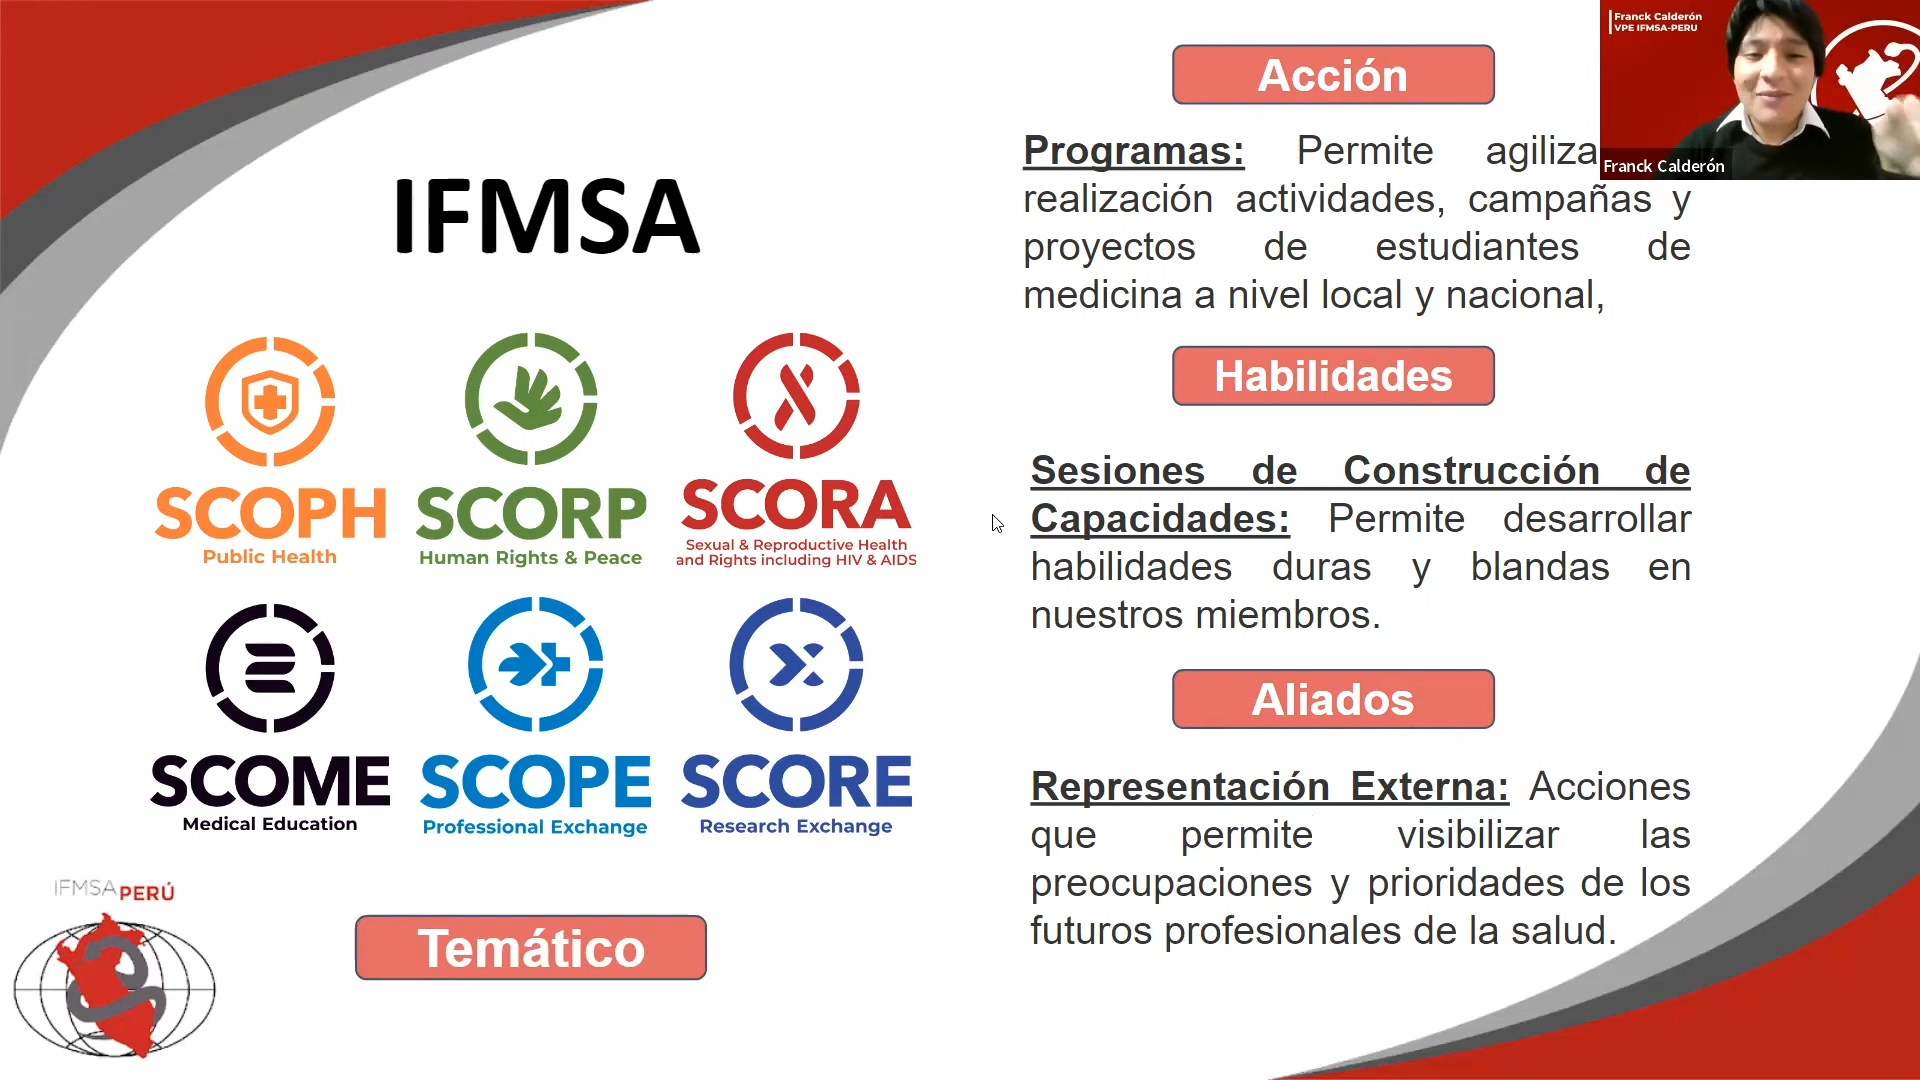 IFMSA
SCOPH
Public Health
SCORP
Human Rights & Peace
SCORA
Sexual & Reproductive Health
and Rights including HIV & AIDS
SCOME
Medical Education
SCOPE
Professional Exchange
SCORE
Research Exchange
IFMSA PERÚ
Temático
Acción
Programas: Permite
realización actividades, campañas y
proyectos de estudiantes de
medicina a nivel local y nacional,
Habilidades
Sesiones de Construcción de
Capacidades: Permite desarrollar
habilidades duras y blandas en
nuestros miembros.
Aliados
Representación Externa: Acciones
que permite visibilizar las
preocupaciones y prioridades de los
futuros profesionales de la salud.
Franck Calderón
VPE IFMSA-PERU
Franck Calderón